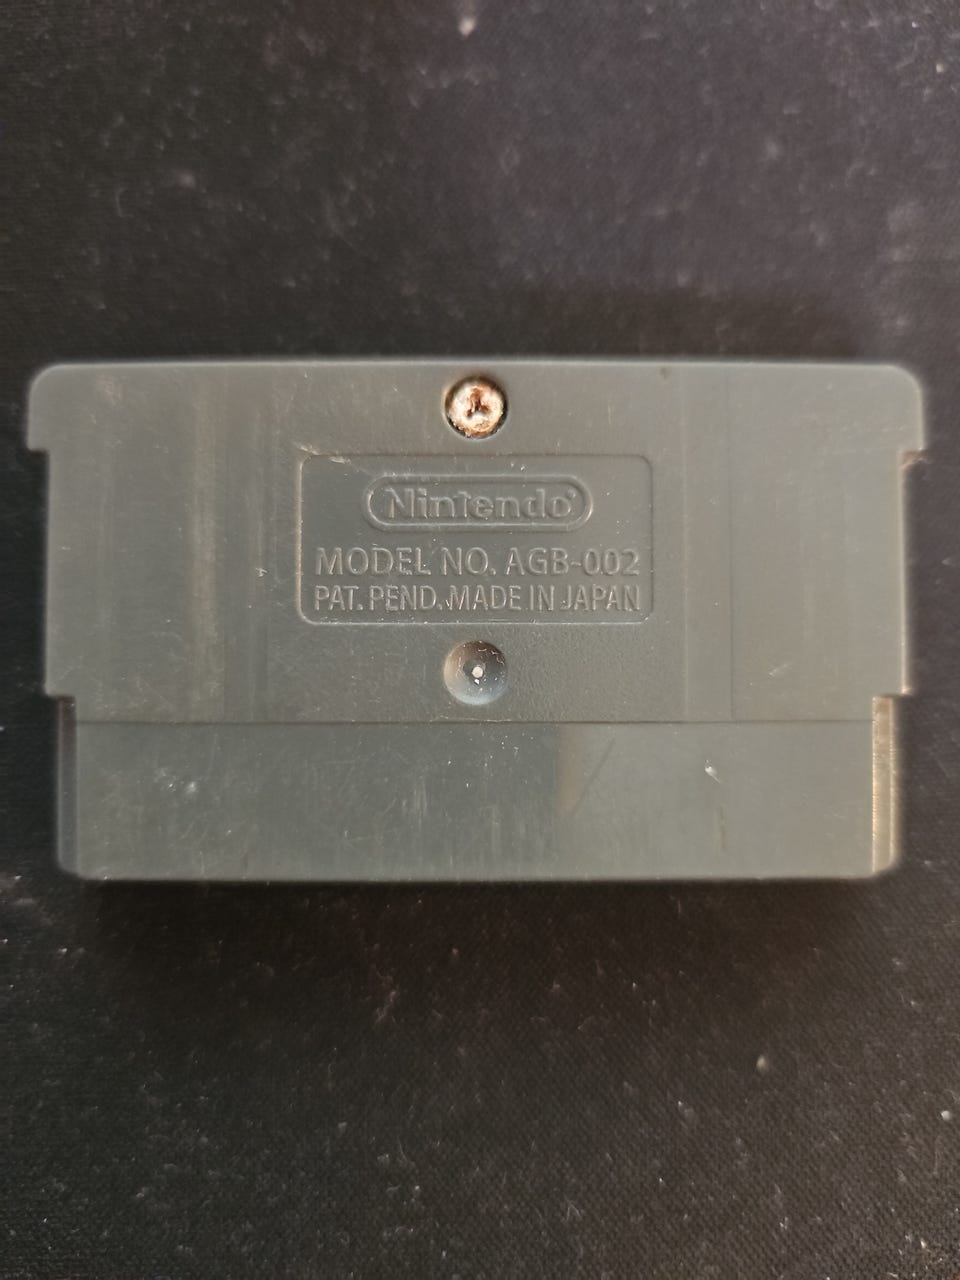 Nintendo®
MODEL NO. AGB-002
PAT. PEND. MADE IN JAPAN